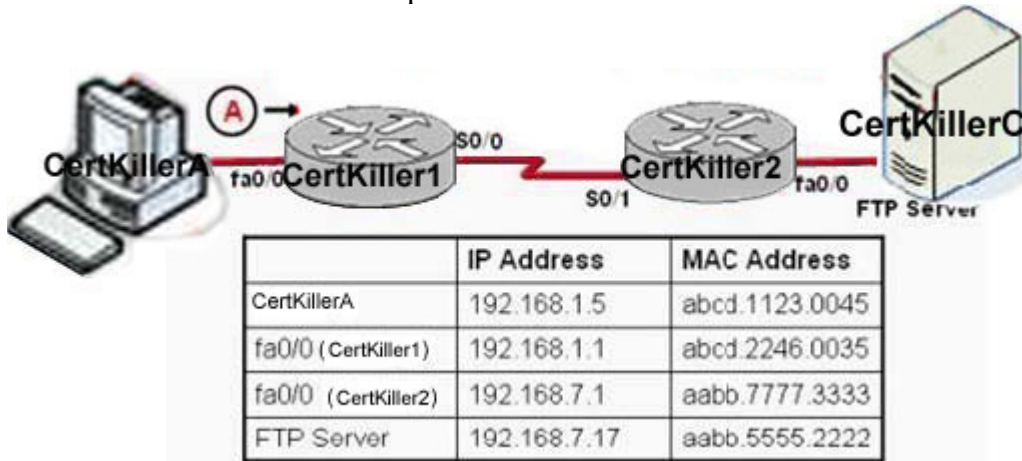 A
CertKillerA
fa0/0
CertKiller1
S0/0
S0/1
CertKiller2
fa0/0
CertKillerC
FTP Server
IP Address MAC Address
CertKillerA 192.168.1.5 abcd.1123.0045
fa0/0 (CertKiller1) 192.168.1.1 abcd.2246.0035
fa0/0 (CertKiller2) 192.168.7.1 aabb.7777.3333
FTP Server 192.168.7.17 aabb.5555.2222